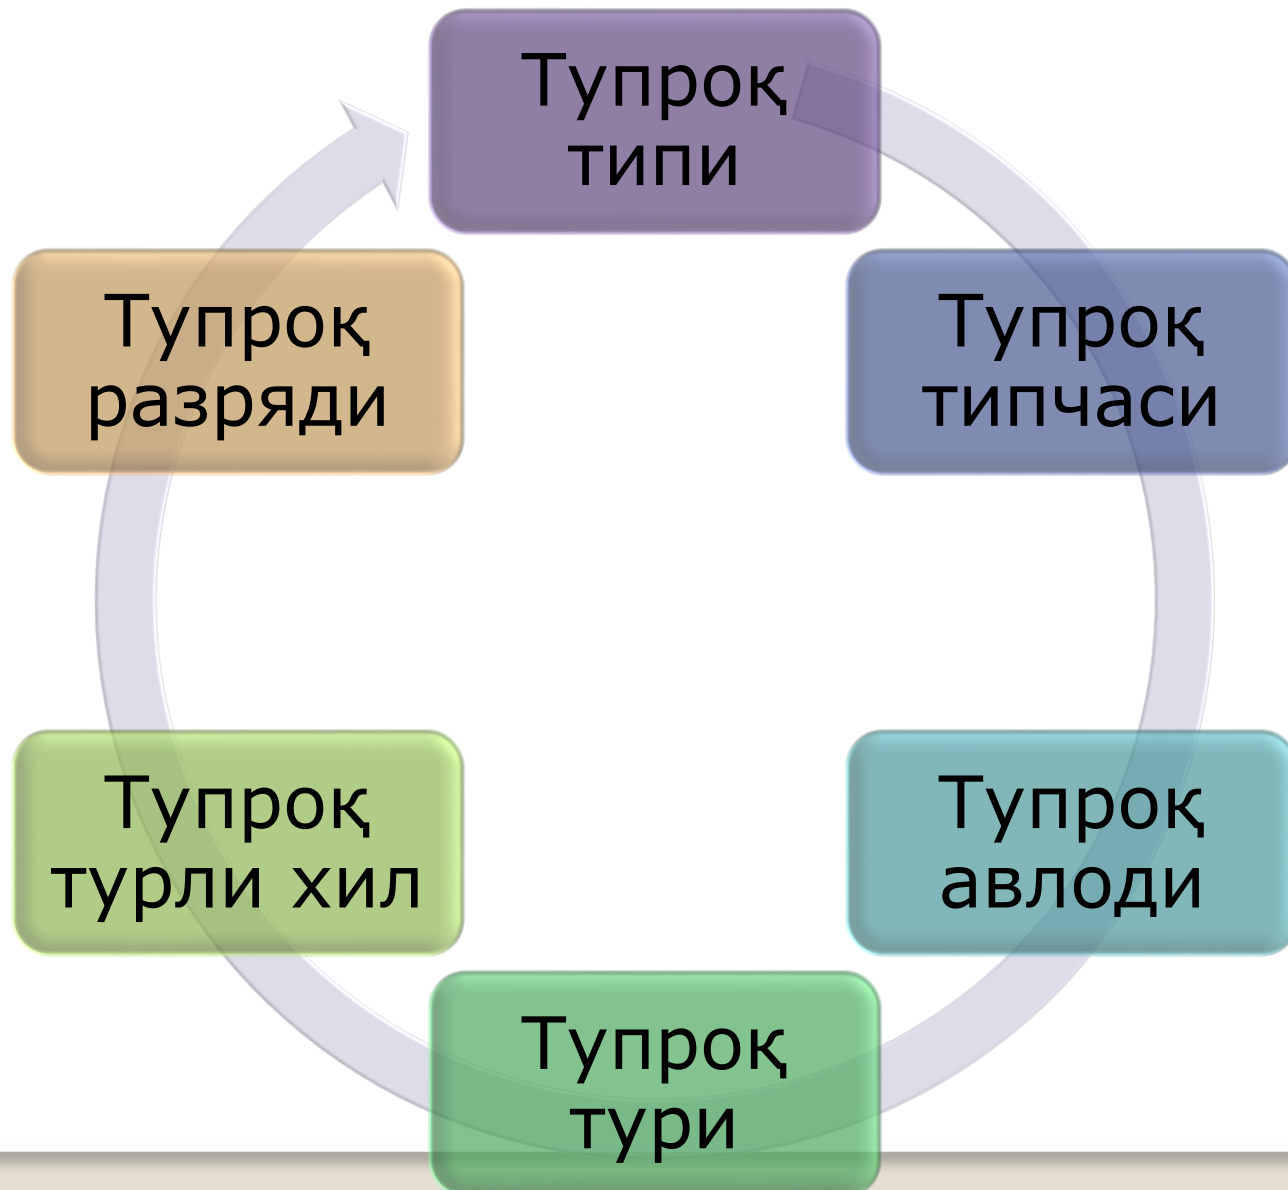 Тупроқ
типи
Тупроқ
типчаси
Тупроқ
авлоди
Тупроқ
тури
Тупроқ
турли хил
Тупроқ
разряди